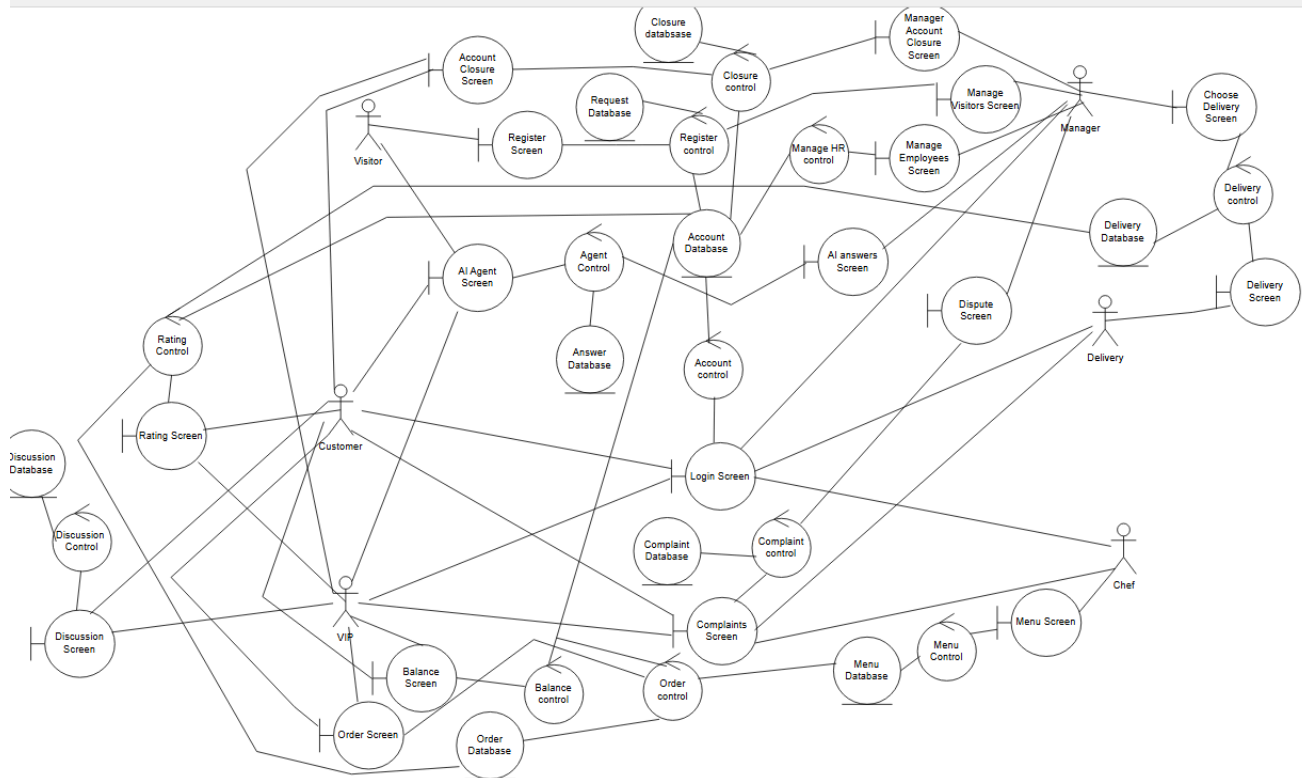 Closure
databsase
Manager
Account
Closure
Screen
Account
Closure
Screen
Closure
control
Request
Database
Manage
Visitors Screen
Choose
Delivery
Screen
Manager
Visitor
Register
Screen
Register
control
Manage HR
control
Manage
Employees
Screen
Delivery
control
Account
Database
Delivery
Database
AI Agent
Screen
Agent
Control
AI answers
Screen
Delivery
Screen
Dispute
Screen
Rating
Control
Answer
Database
Account
control
Delivery
Rating Screen
Customer
Discussion
Database
Login Screen
Discussion
Control
Complaint
Database
Complaint
control
Chef
Discussion
Screen
VIP
Complaints
Screen
Menu Screen
Menu
Control
Balance
Screen
Balance
control
Order
control
Menu
Database
Order Screen
Order
Database